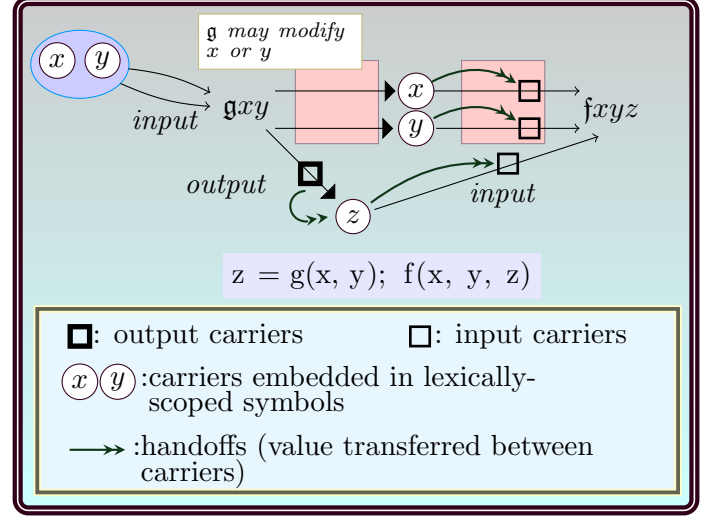 𝔤 may modify
x or y
x y
input
𝔤xy
x
y
𝔣xyz
output
input
z
z = g(x, y); f(x, y, z)
: output carriers
: input carriers
x y :carriers embedded in lexically-
scoped symbols
:handoffs (value transferred between
carriers)